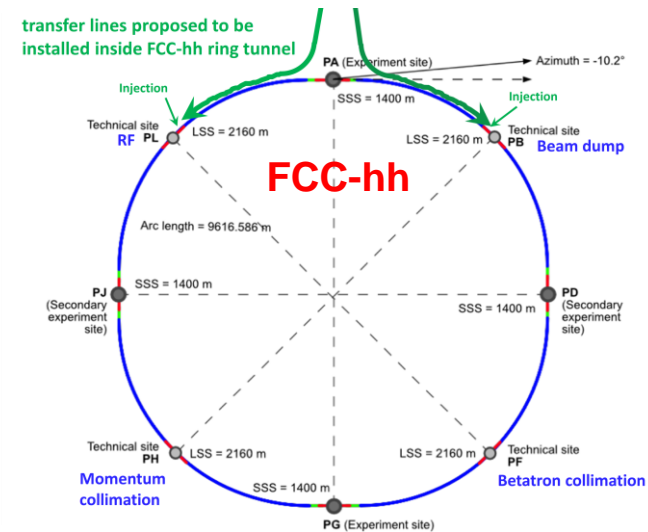 transfer lines proposed to be
installed inside FCC-hh ring tunnel
PA (Experiment site)
Azimuth = -10.2°
SSS = 1400 m
Injection
Injection
Technical site
RF PL
LSS = 2160 m
LSS = 2160 m
Technical site
PB
Beam dump
FCC-hh
Arc length = 9616.586 m
PJ
(Secondary
experiment
site)
SSS = 1400 m
SSS = 1400 m
PD
(Secondary
experiment
site)
Technical site
PH
LSS = 2160 m
LSS = 2160 m
Technical site
PF
Momentum
collimation
Betatron collimation
SSS = 1400 m
PG (Experiment site)